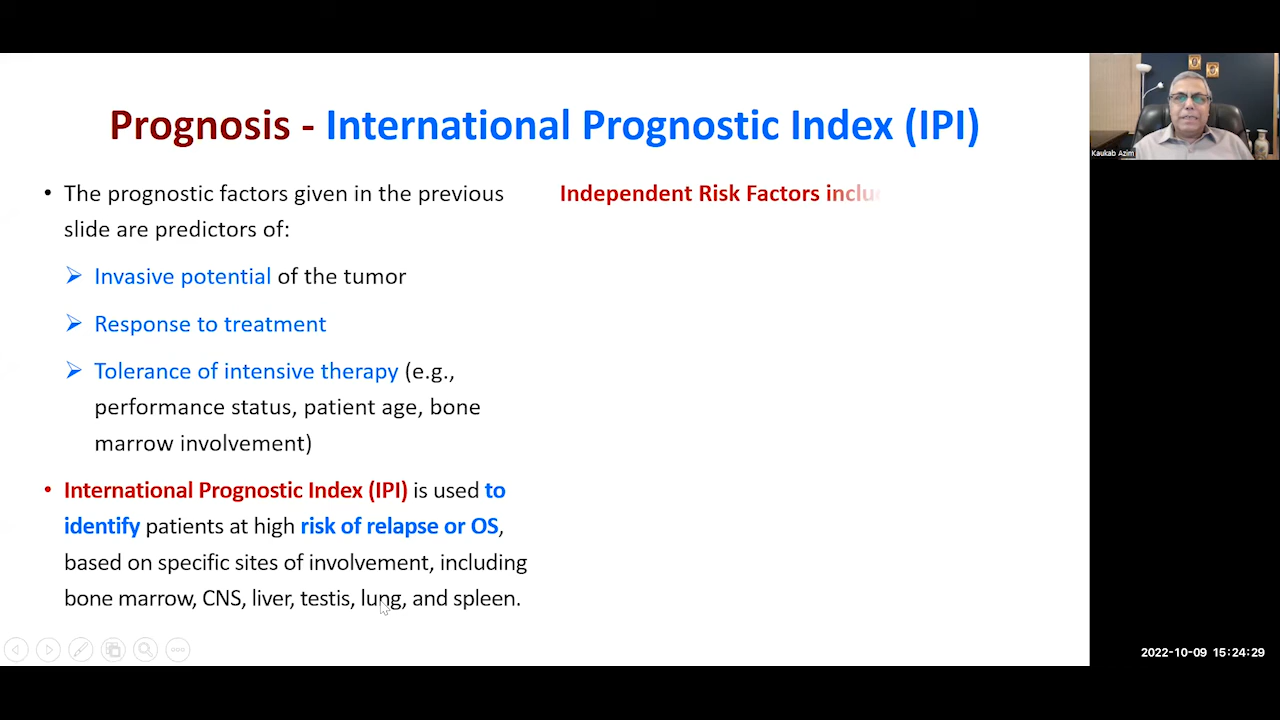 Prognosis - International Prognostic Index (IPI)
• The prognostic factors given in the previous
slide are predictors of:
➢ Invasive potential of the tumor
➢ Response to treatment
➢ Tolerance of intensive therapy (e.g.,
performance status, patient age, bone
marrow involvement)
• International Prognostic Index (IPI) is used to
identify patients at high risk of relapse or OS,
based on specific sites of involvement, including
bone marrow, CNS, liver, testis, lung, and spleen.
Independent Risk Factors inclu
Kaukab Azim
2022-10-09 15:24:29